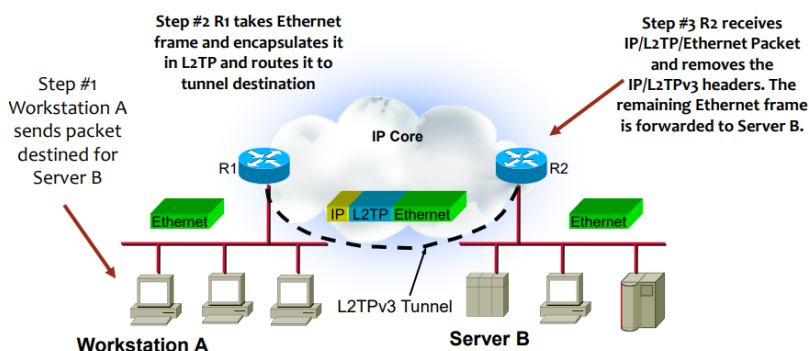 Step #2 R1 takes Ethernet
frame and encapsulates it
in L2TP and routes it to
tunnel destination
Step #3 R2 receives
IP/L2TP/Ethernet Packet
and removes the
IP/L2TPv3 headers. The
remaining Ethernet frame
is forwarded to Server B.
Step #1
Workstation A
sends packet
destined for
Server B
IP Core
R1
R2
Ethernet
IP L2TP Ethernet
Ethernet
L2TPv3 Tunnel
Workstation A
Server B